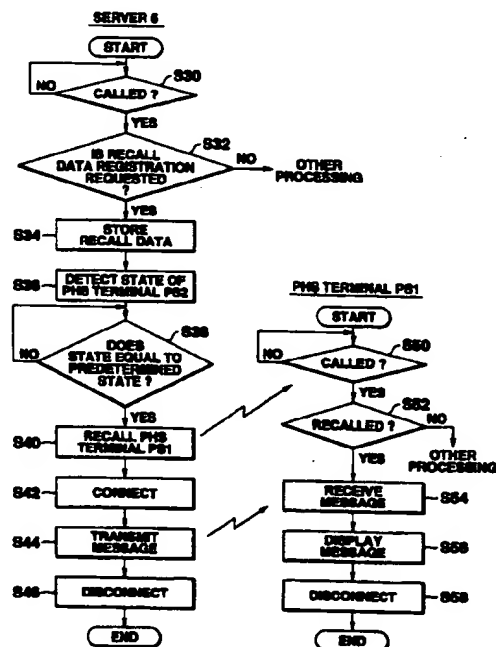 SERVER 6
START
S30
NO
CALLED ?
YES
S32
IS RECALL
DATA REGISTRATION
REQUESTED
?
NO
OTHER
PROCESSING
YES
S34
STORE
RECALL DATA
S36
DETECT STATE OF
PHS TERMINAL PS2
S38
DOES
STATE EQUAL TO
PREDETERMINED
STATE ?
NO
YES
S40
RECALL PHS
TERMINAL PS1
S42
CONNECT
S44
TRANSMIT
MESSAGE
S46
DISCONNECT
END
PHS TERMINAL PS1
START
S50
NO
CALLED ?
YES
S52
RECALLED ?
NO
OTHER
PROCESSING
YES
RECEIVE
MESSAGE
S54
DISPLAY
MESSAGE
S56
DISCONNECT
S58
END